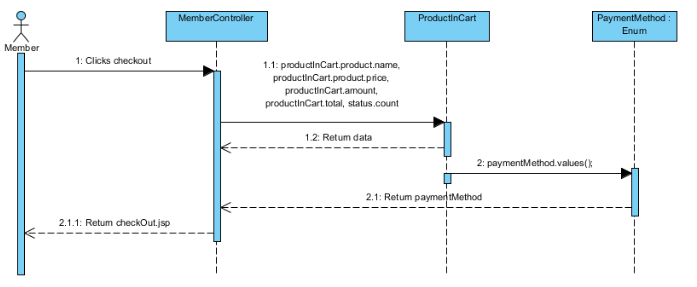 MemberController
ProductInCart
PaymentMethod :
Enum
Member
1: Clicks checkout
1.1: productInCart.product.name,
productInCart.product.price,
productInCart.amount,
productInCart.total, status.count
1.2: Return data
2: paymentMethod.values();
2.1: Return paymentMethod
2.1.1: Return checkOut.jsp